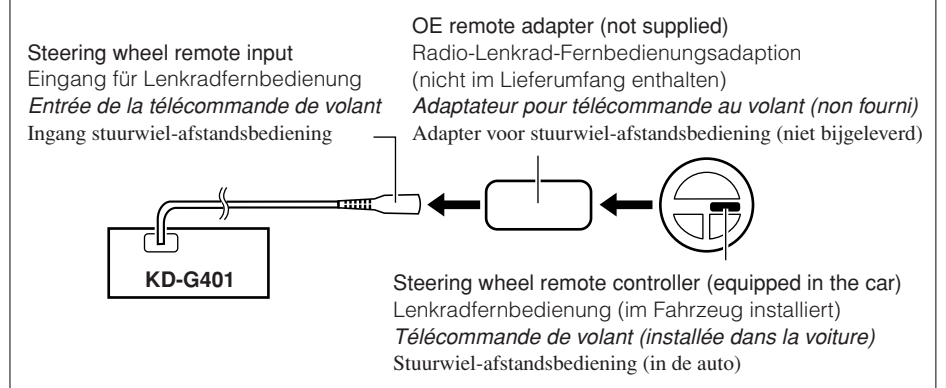 OE remote adapter (not supplied)
Radio-Lenkrad-Fernbedienungsadaption
(nicht im Lieferumfang enthalten)
Adaptateur pour télécommande au volant (non fourni)
Adapter voor stuurwiel-afstandsbediening (niet bijgeleverd)
Steering wheel remote input
Eingang für Lenkradfernbedienung
Entrée de la télécommande de volant
Ingang stuurwiel-afstandsbediening
KD-G401
Steering wheel remote controller (equipped in the car)
Lenkradfernbedienung (im Fahrzeug installiert)
Télécommande de volant (installée dans la voiture)
Stuurwiel-afstandsbediening (in de auto)